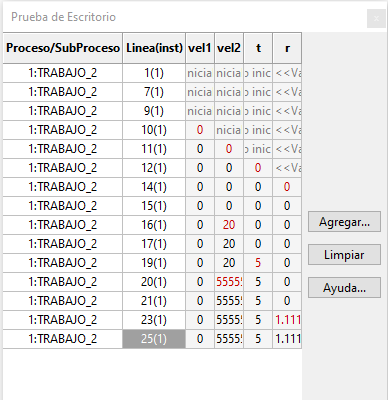 Prueba de Escritorio
Proceso/SubProceso Linea(inst) vel1 vel2 t r
1:TRABAJO_2 1(1) nicia nicia inic <<Va
1:TRABAJO_2 7(1) nicia nicia inic <<Va
1:TRABAJO_2 9(1) nicia nicia inic <<Va
1:TRABAJO_2 10(1) 0 nicia inic <<Va
1:TRABAJO_2 11(1) 0 0 inic <<Va
1:TRABAJO_2 12(1) 0 0 0 <<Va
1:TRABAJO_2 14(1) 0 0 0 0
1:TRABAJO_2 15(1) 0 0 0 0
1:TRABAJO_2 16(1) 0 20 0 0
1:TRABAJO_2 17(1) 0 20 0 0
1:TRABAJO_2 19(1) 0 20 5 0
1:TRABAJO_2 20(1) 0 55555 5 0
1:TRABAJO_2 21(1) 0 55555 5 0
1:TRABAJO_2 23(1) 0 55555 5 1.111
1:TRABAJO_2 25(1) 0 55555 5 1.111
Agregar...
Limpiar
Ayuda...